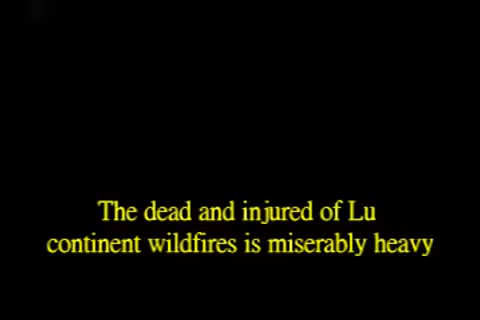 The dead and injured of Lu
continent wildfires is miserably heavy